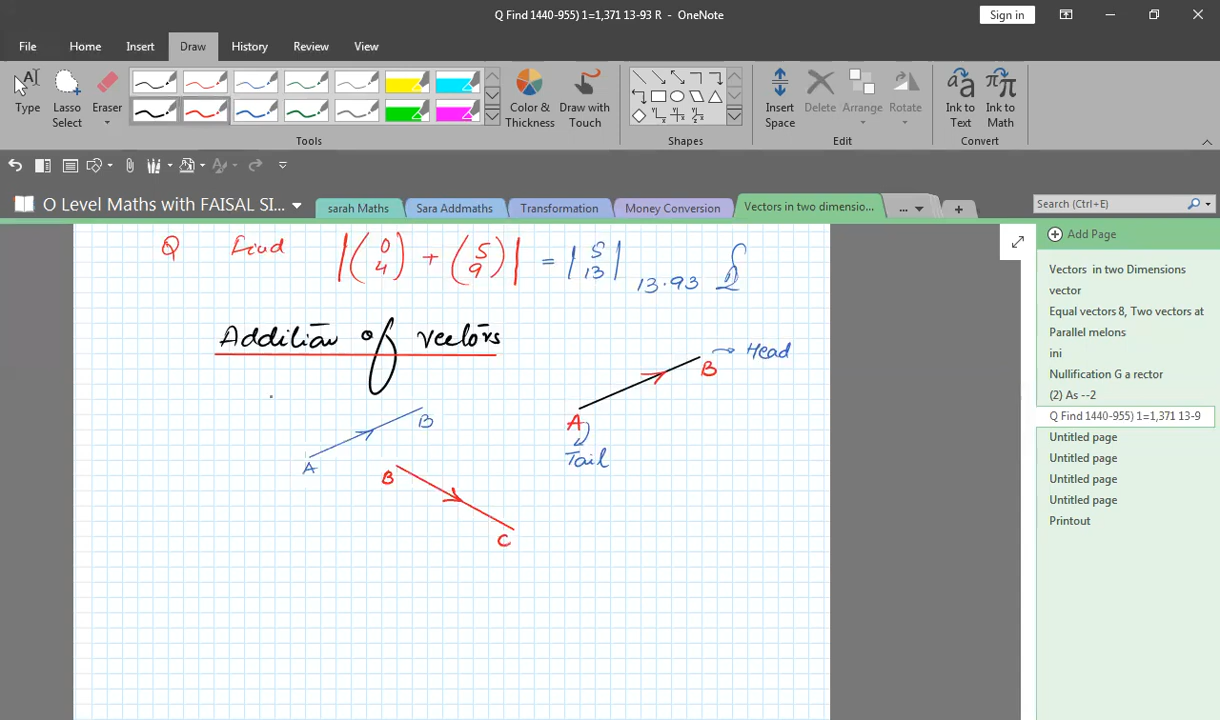 Q Find 1440-955) 1=1,371 13-93 R - OneNote
Sign in
File Home Insert Draw History Review View
Type
Lasso Select
Eraser
Color & Thickness
Draw with Touch
Insert Space
Delete
Arrange
Rotate
Ink to Text
Ink to Math
Tools
Shapes
Edit
Convert
O Level Maths with FAISAL SI...
sarah Maths
Sara Addmaths
Transformation
Money Conversion
Vectors in two dimensio...
...
Search (Ctrl+E)
Add Page
Vectors in two Dimensions
vector
Equal vectors 8, Two vectors at
Parallel melons
ini
Nullification G a rector
(2) As --2
Q Find 1440-955) 1=1,371 13-9
Untitled page
Untitled page
Untitled page
Untitled page
Printout
Q Find |(0 4) + (5 9)| = |5 13| 13.93
Addition of vectors
A B
B C
B → Head
A
Tail